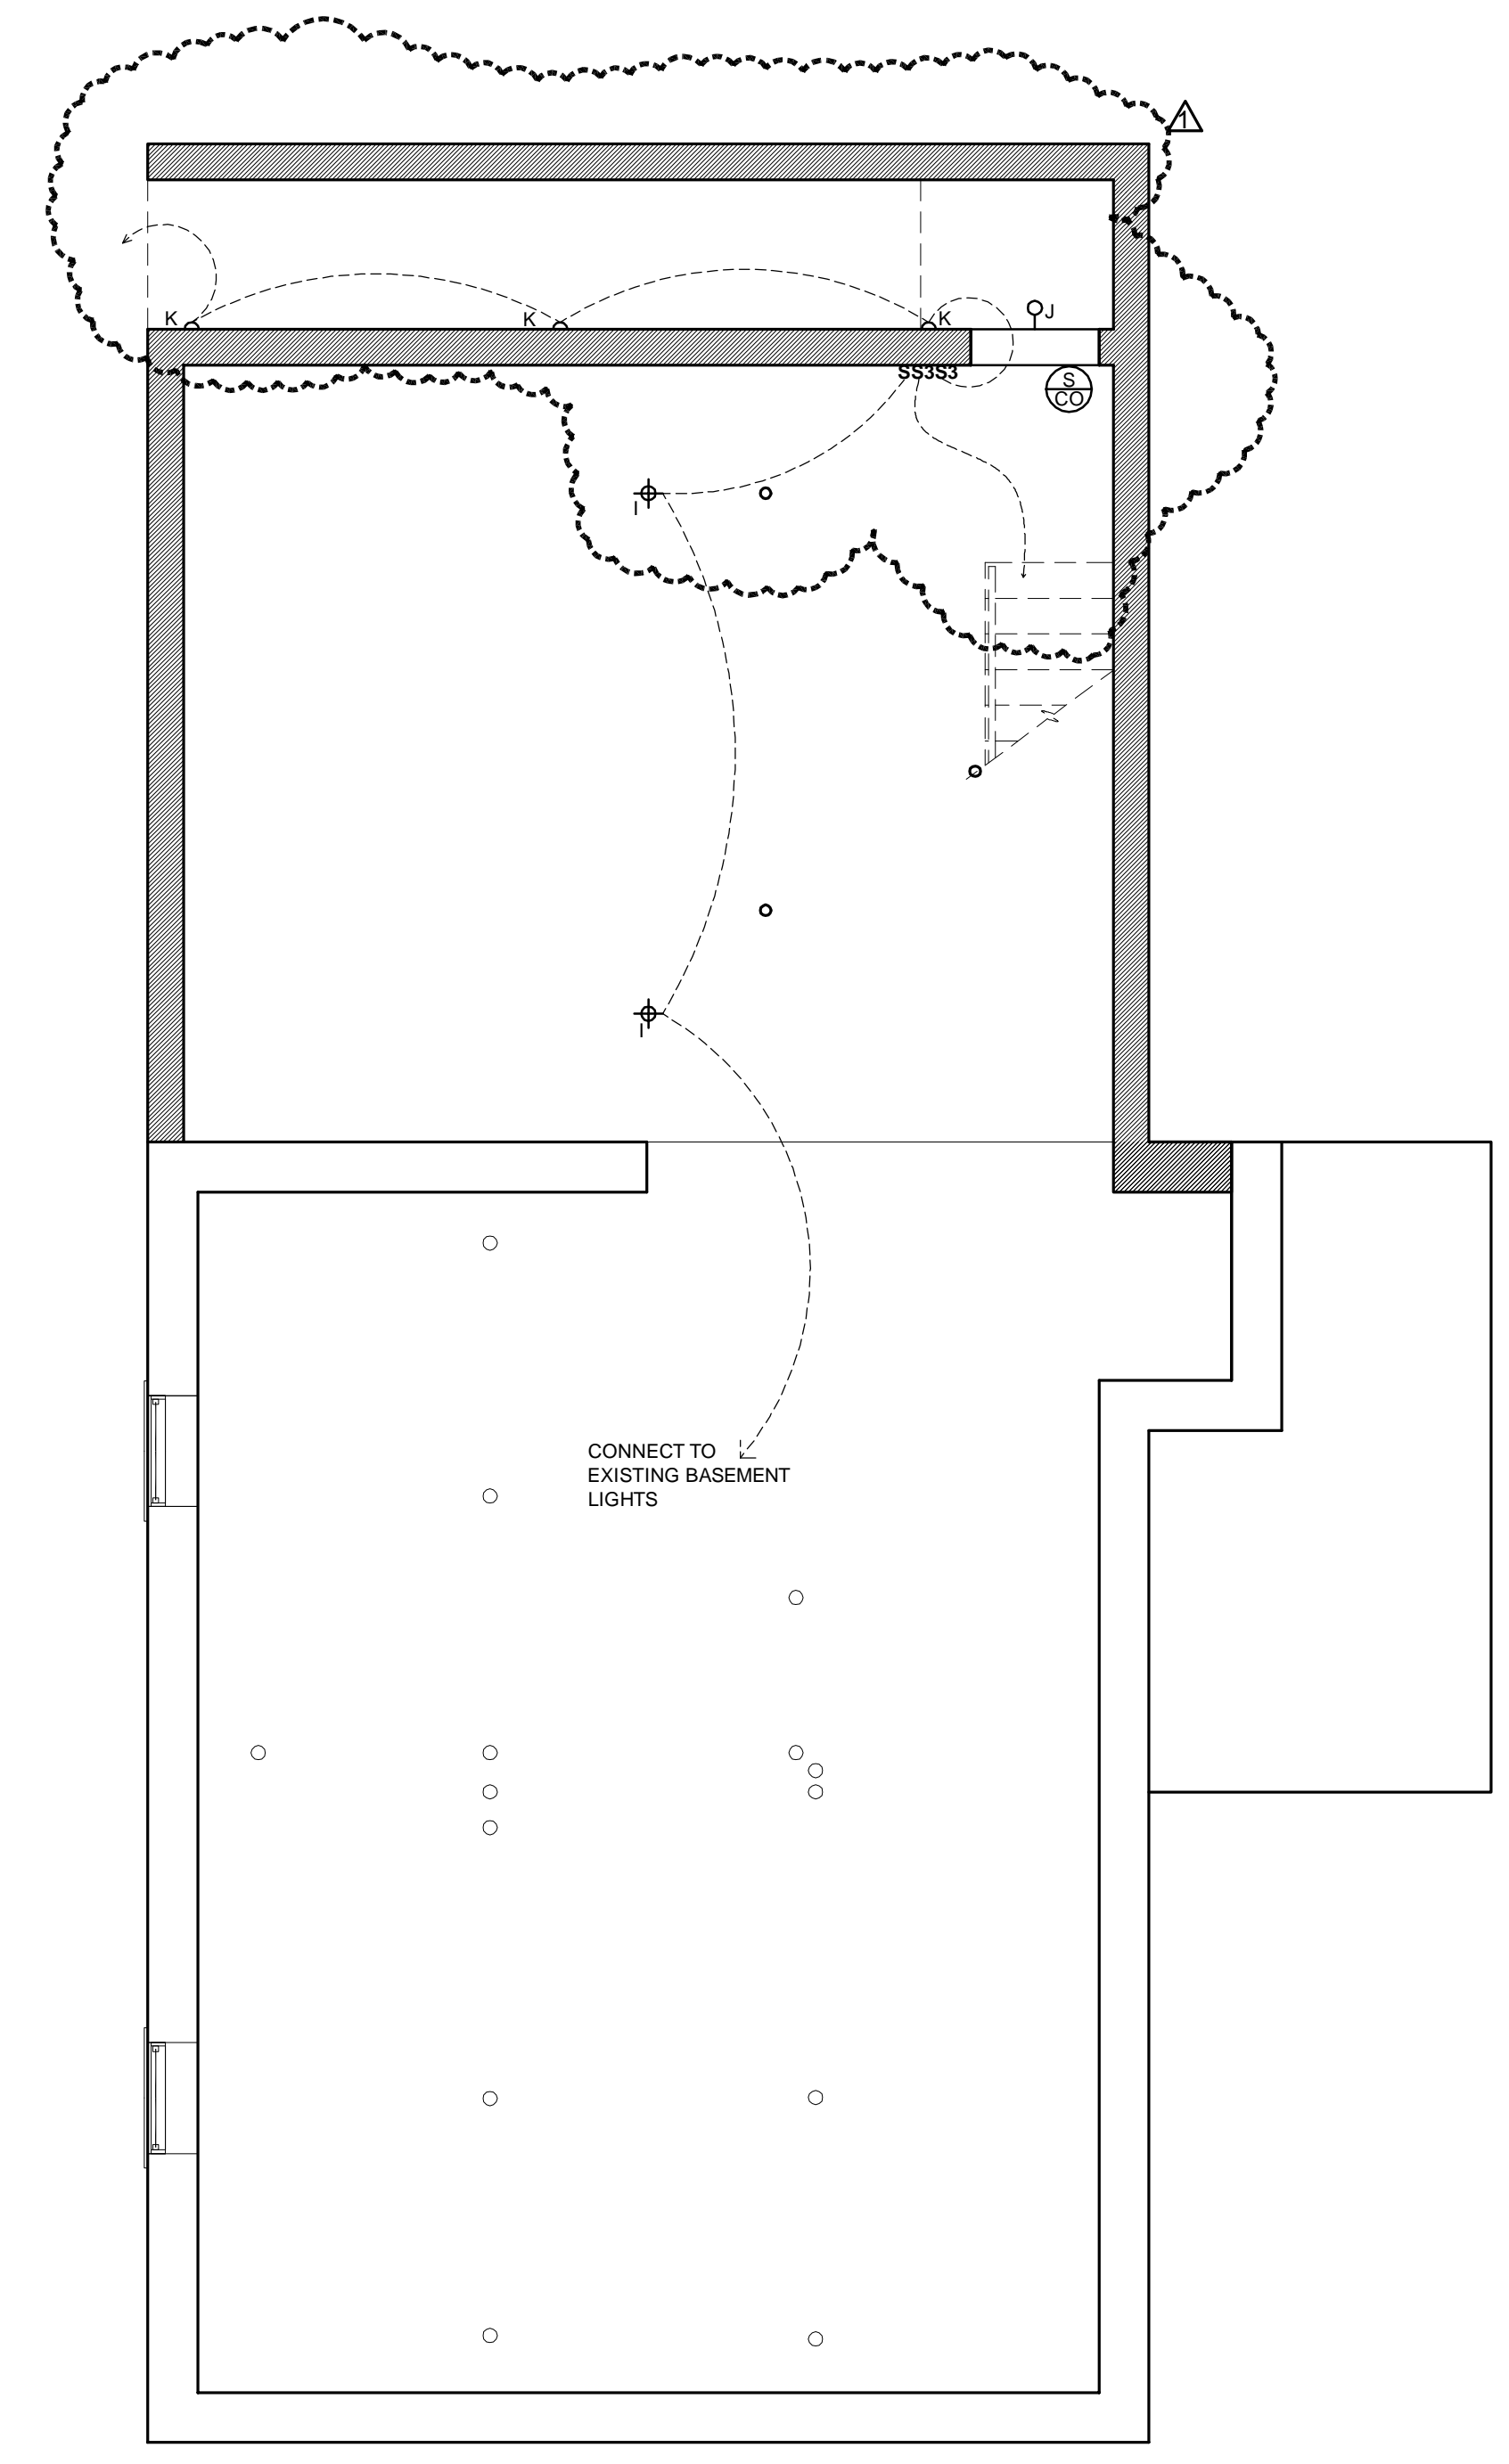 1
K
K
K
J
SS3S3
S
CO
I
I
CONNECT TO
EXISTING BASEMENT
LIGHTS